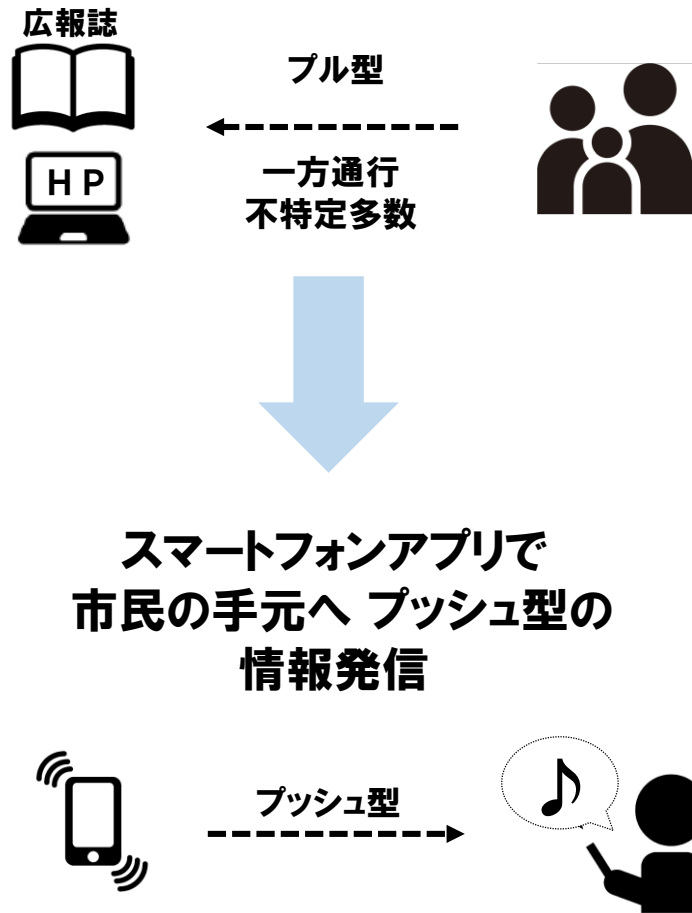 広報誌
プル型
HP
一方通行
不特定多数
スマートフォンアプリで
市民の手元へ プッシュ型の
情報発信
プッシュ型